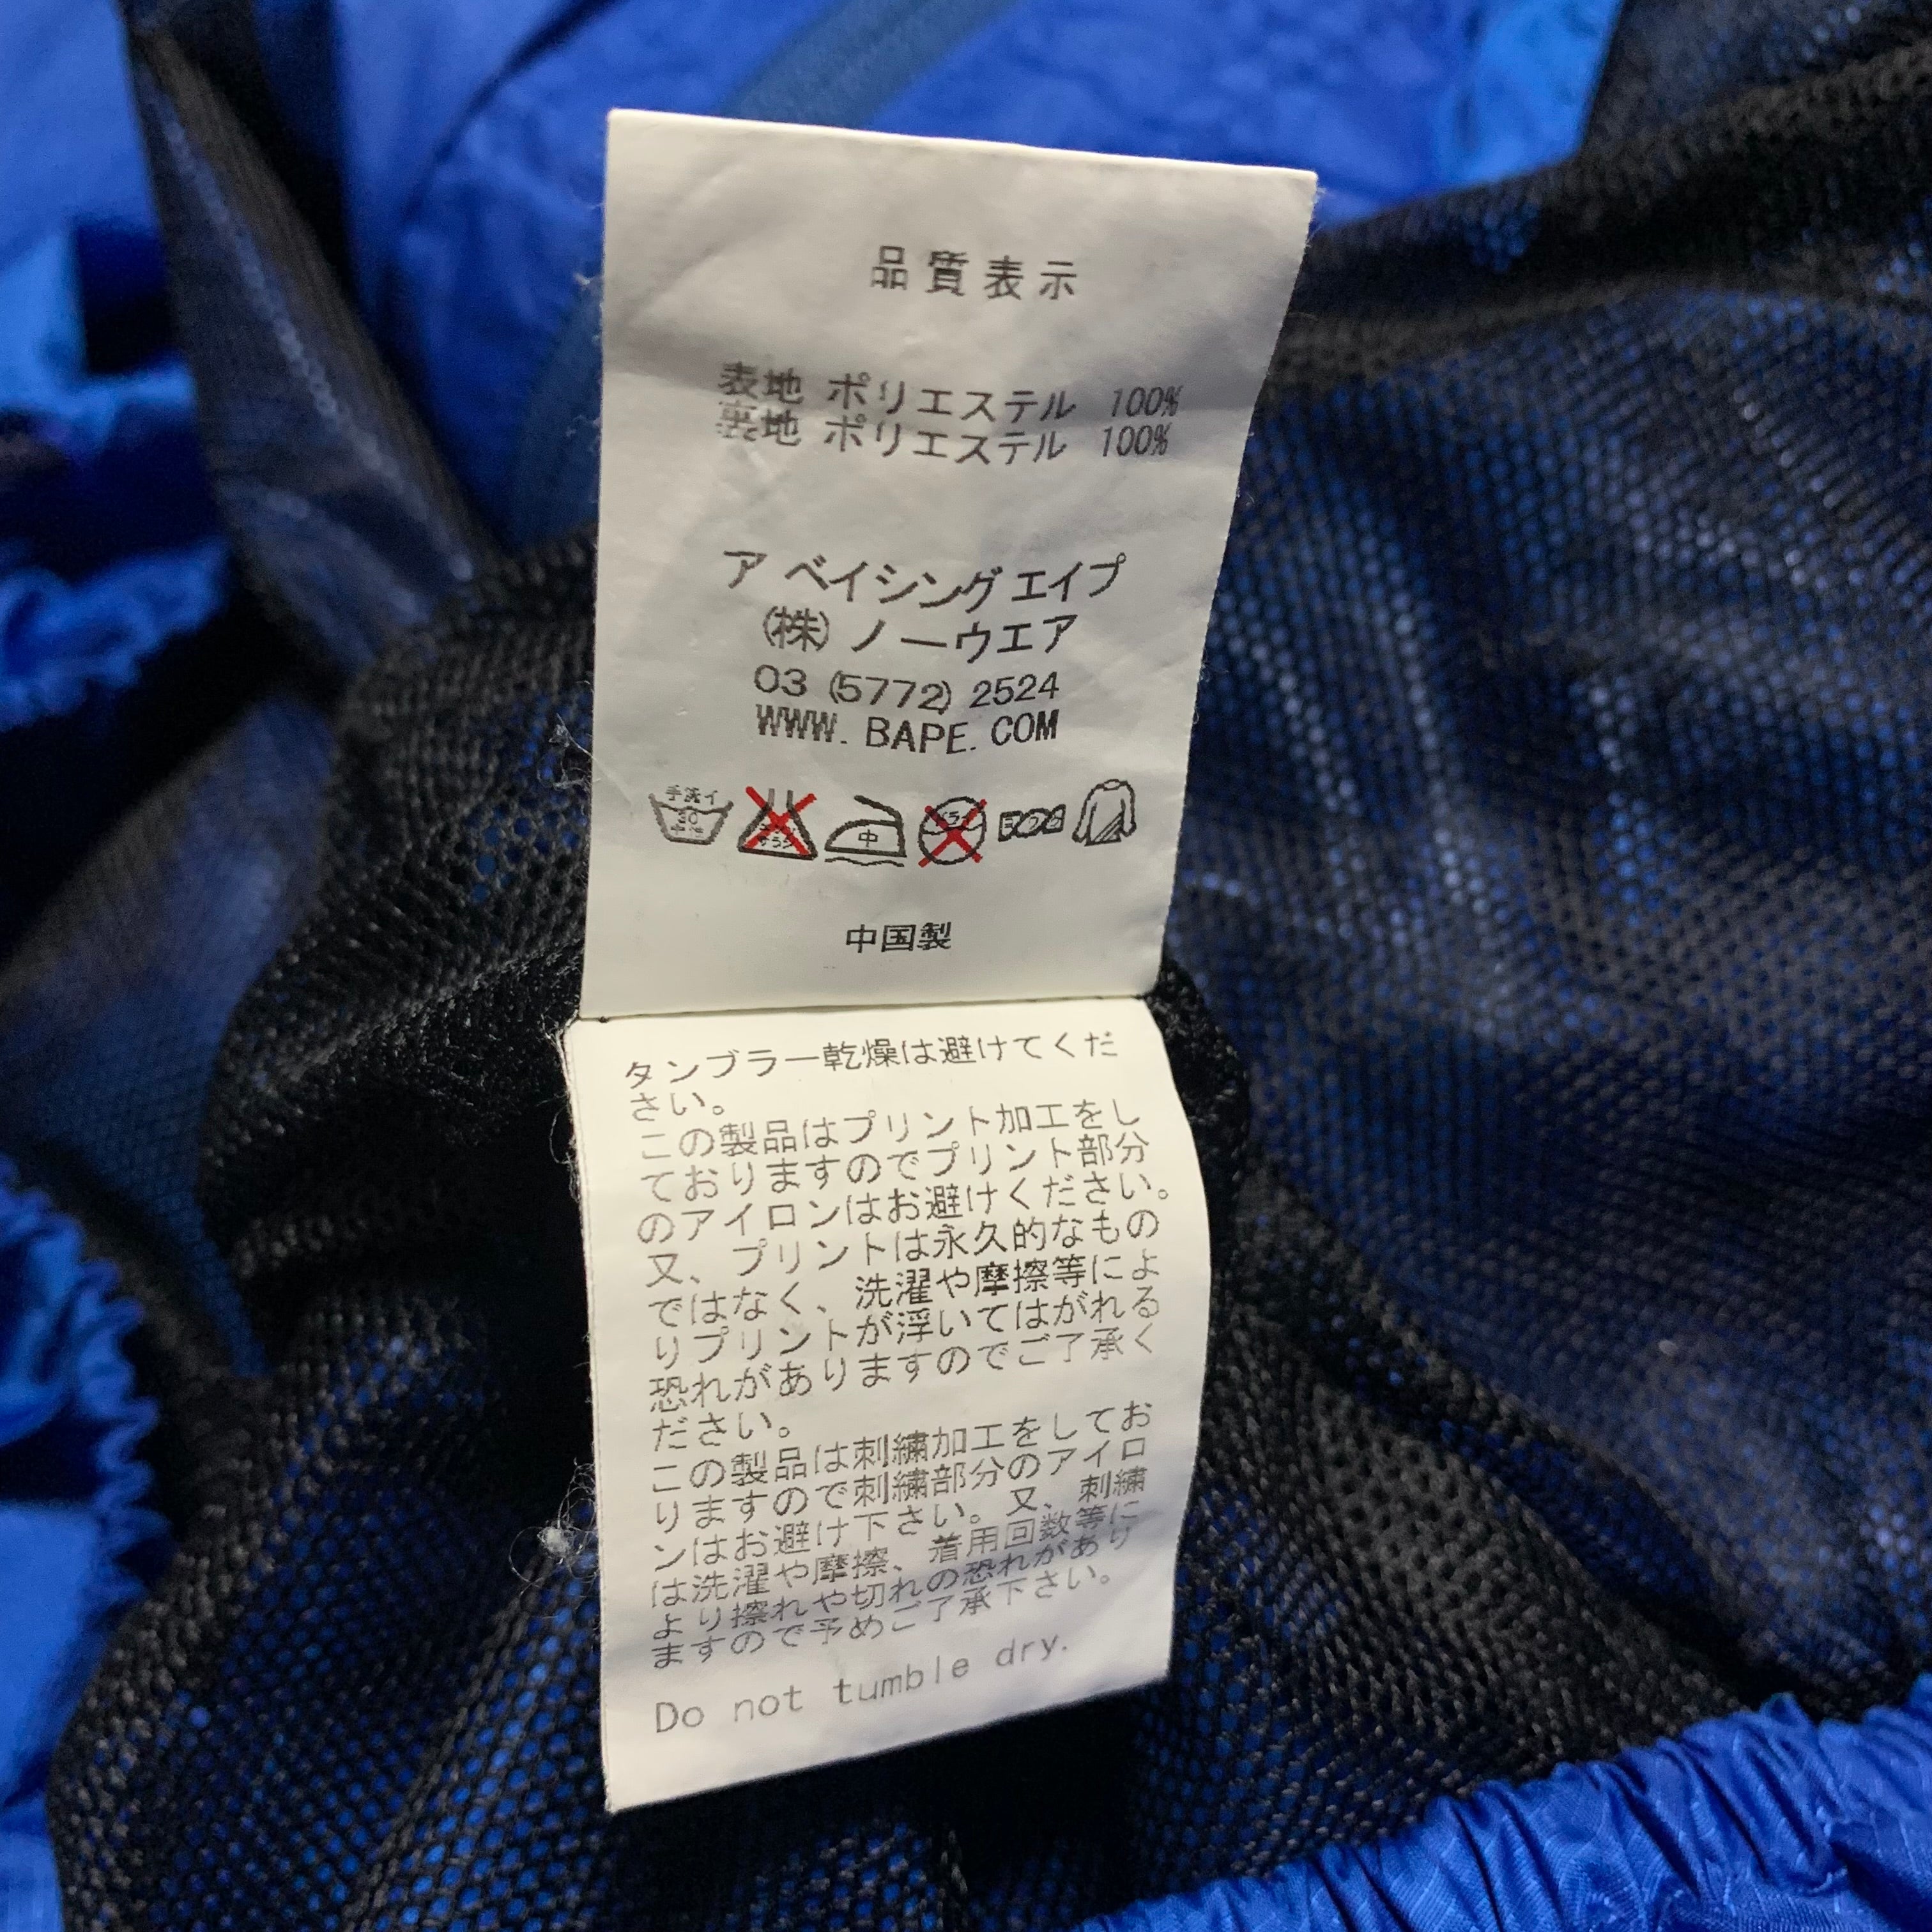 品質表示
表地 ポリエステル 100%
裏地 ポリエステル 100%
ア ベイシングエイプ
(株) ノーウエア
03 (5772) 2524
WWW. BAPE. COM
手洗イ
中
中国製
タンブラー乾燥は避けてくだ
さい。
この製品はプリント加工をし
ておりますのでプリント部分
のアイロンはお避けください。
又、プリントは永久的なもの
ではなく、洗濯や摩擦等によ
りプリントが浮いてはがれる
恐れがありますのでご了承く
ださい。
この製品は刺繍加工をしてお
りますので刺繍部分のアイロ
ンはお避け下さい。又、刺繍
は洗濯や摩擦、着用回数等に
より擦れや切れの恐れがあり
ますので予めご了承下さい。
Do not tumble dry.